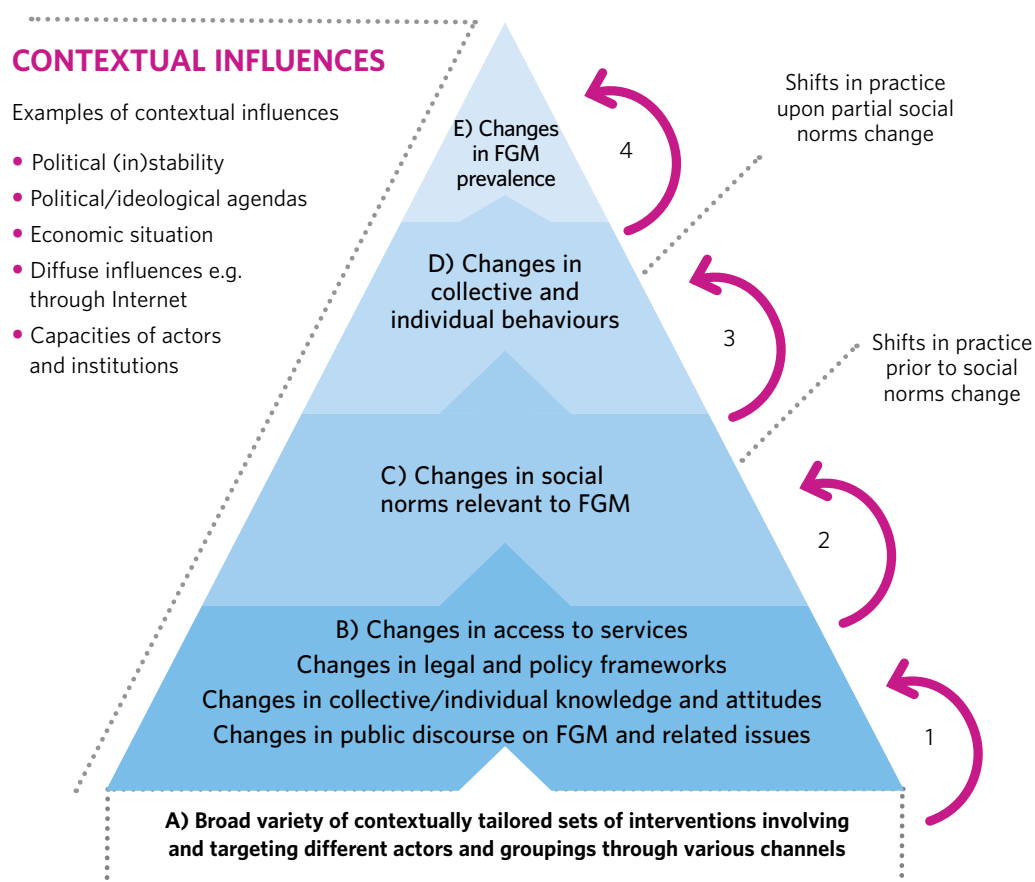 CONTEXTUAL INFLUENCES
Examples of contextual influences
• Political (in)stability
• Political/ideological agendas
• Economic situation
• Diffuse influences e.g.
through Internet
• Capacities of actors
and institutions
E) Changes
in FGM
prevalence
4
Shifts in practice
upon partial social
norms change
D) Changes in
collective and
individual behaviours
3
Shifts in practice
prior to social
norms change
C) Changes in social
norms relevant to FGM
2
B) Changes in access to services
Changes in legal and policy frameworks
Changes in collective/individual knowledge and attitudes
Changes in public discourse on FGM and related issues
1
A) Broad variety of contextually tailored sets of interventions involving
and targeting different actors and groupings through various channels